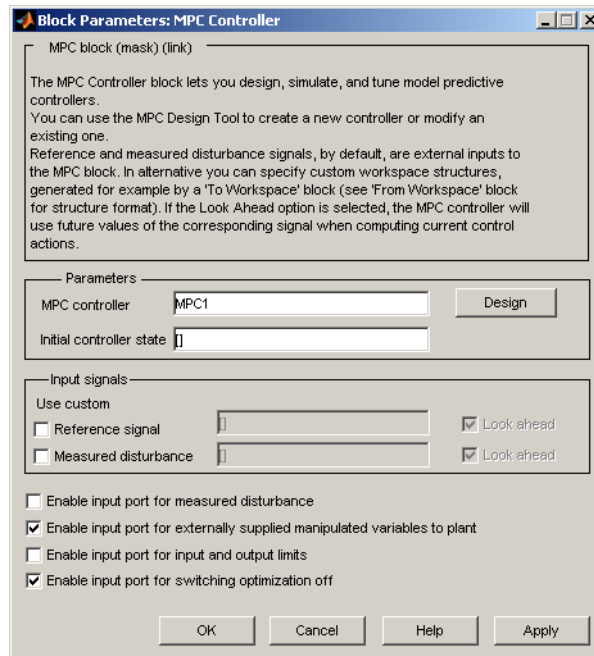 Block Parameters: MPC Controller
MPC block (mask) (link)
The MPC Controller block lets you design, simulate, and tune model predictive
controllers.
You can use the MPC Design Tool to create a new controller or modify an
existing one.
Reference and measured disturbance signals, by default, are external inputs to
the MPC block. In alternative you can specify custom workspace structures,
generated for example by a 'To Workspace' block (see 'From Workspace' block
for structure format). If the Look Ahead option is selected, the MPC controller will
use future values of the corresponding signal when computing current control
actions.
Parameters
MPC controller MPC1 Design
Initial controller state []
Input signals
Use custom
Reference signal [] Look ahead
Measured disturbance [] Look ahead
Enable input port for measured disturbance
Enable input port for externally supplied manipulated variables to plant
Enable input port for input and output limits
Enable input port for switching optimization off
OK Cancel Help Apply